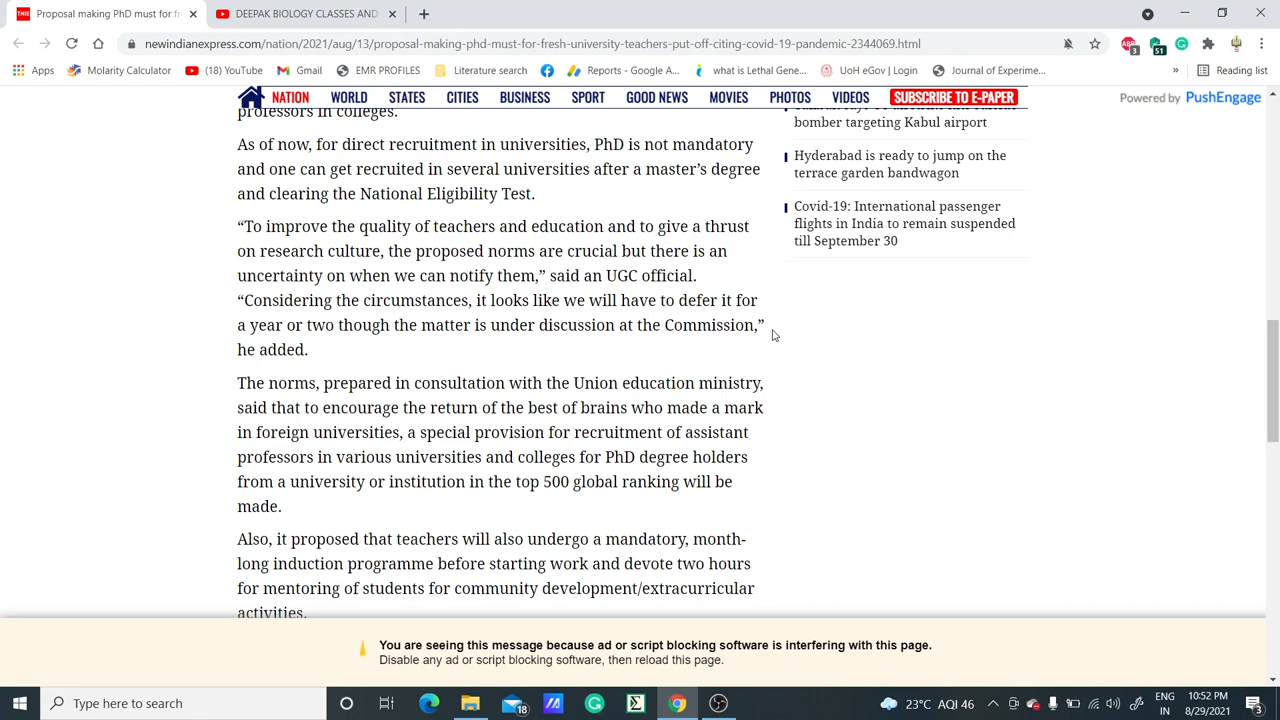 Proposal making PhD must for fr
DEEPAK BIOLOGY CLASSES AND
newindianexpress.com/nation/2021/aug/13/proposal-making-phd-must-for-fresh-university-teachers-put-off-citing-covid-19-pandemic-2344069.html
Apps Molarity Calculator (18) YouTube Gmail EMR PROFILES Literature search Reports - Google A... what is Lethal Gene... UoH eGov | Login Journal of Experime... » Reading list
NATION WORLD STATES CITIES BUSINESS SPORT GOOD NEWS MOVIES PHOTOS VIDEOS SUBSCRIBE TO E-PAPER
Powered by PushEngage
professors in colleges.
As of now, for direct recruitment in universities, PhD is not mandatory
and one can get recruited in several universities after a master's degree
and clearing the National Eligibility Test.
“To improve the quality of teachers and education and to give a thrust
on research culture, the proposed norms are crucial but there is an
uncertainty on when we can notify them,” said an UGC official.
“Considering the circumstances, it looks like we will have to defer it for
a year or two though the matter is under discussion at the Commission,”
he added.
The norms, prepared in consultation with the Union education ministry,
said that to encourage the return of the best of brains who made a mark
in foreign universities, a special provision for recruitment of assistant
professors in various universities and colleges for PhD degree holders
from a university or institution in the top 500 global ranking will be
made.
Also, it proposed that teachers will also undergo a mandatory, month-
long induction programme before starting work and devote two hours
for mentoring of students for community development/extracurricular
activities.
bomber targeting Kabul airport
Hyderabad is ready to jump on the
terrace garden bandwagon
Covid-19: International passenger
flights in India to remain suspended
till September 30
You are seeing this message because ad or script blocking software is interfering with this page.
Disable any ad or script blocking software, then reload this page.
Type here to search
18
23°C AQI 46
ENG
IN
10:52 PM
8/29/2021
3